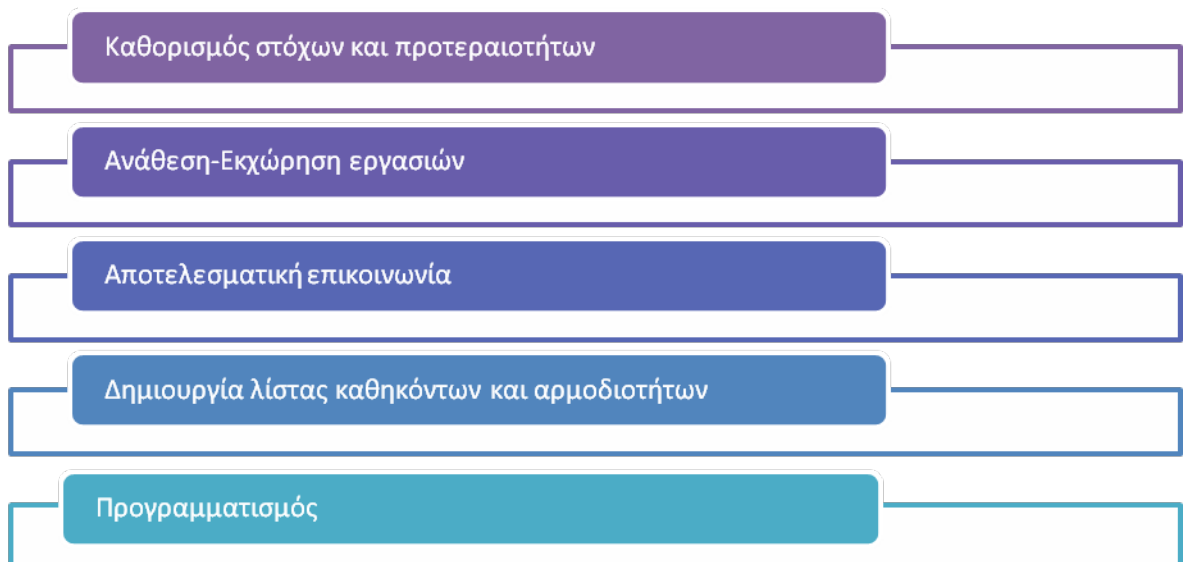 Καθορισμός στόχων και προτεραιοτήτων
Ανάθεση-Εκχώρηση εργασιών
Αποτελεσματική επικοινωνία
Δημιουργία λίστας καθηκόντων και αρμοδιοτήτων
Προγραμματισμός